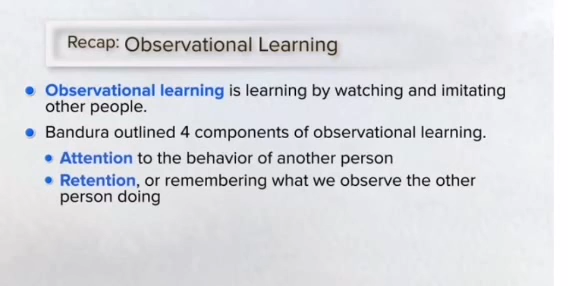 Recap: Observational Learning
Observational learning is learning by watching and imitating
other people.
Bandura outlined 4 components of observational learning.
Attention to the behavior of another person
Retention, or remembering what we observe the other
person doing